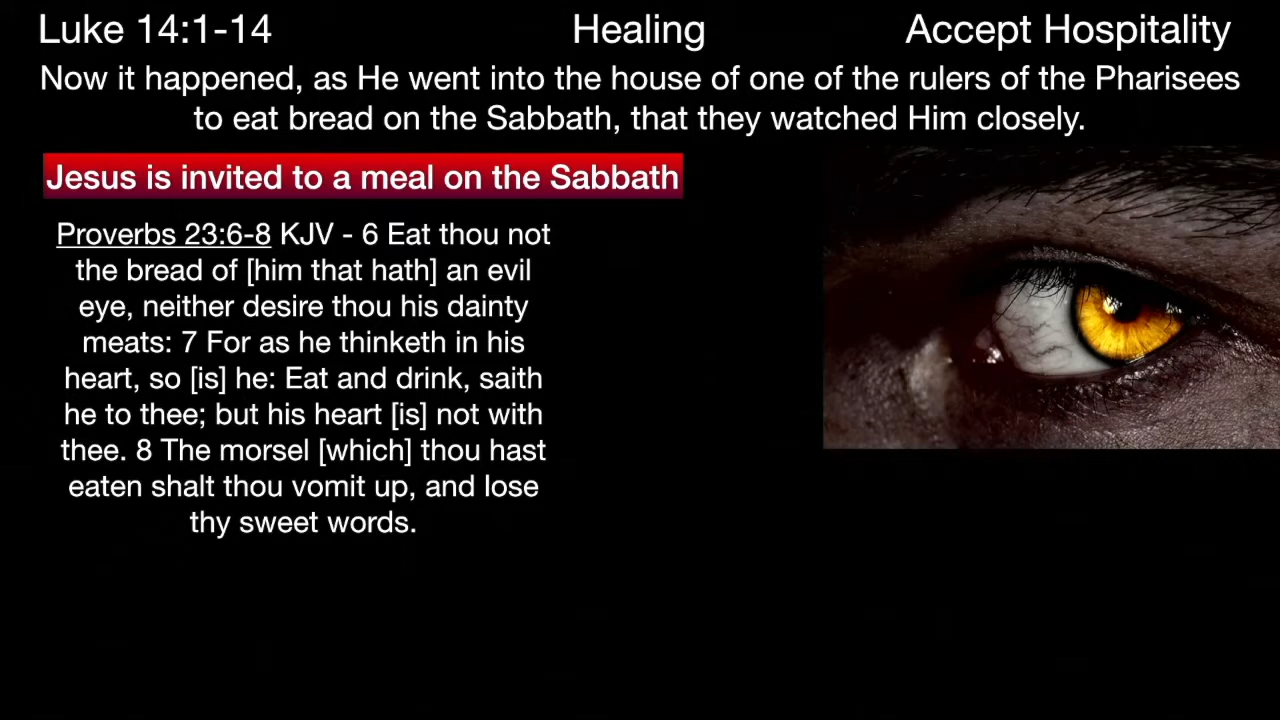 Luke 14:1-14 Healing Accept Hospitality
Now it happened, as He went into the house of one of the rulers of the Pharisees
to eat bread on the Sabbath, that they watched Him closely.
Jesus is invited to a meal on the Sabbath
Proverbs 23:6-8 KJV - 6 Eat thou not
the bread of [him that hath] an evil
eye, neither desire thou his dainty
meats: 7 For as he thinketh in his
heart, so [is] he: Eat and drink, saith
he to thee; but his heart [is] not with
thee. 8 The morsel [which] thou hast
eaten shalt thou vomit up, and lose
thy sweet words.